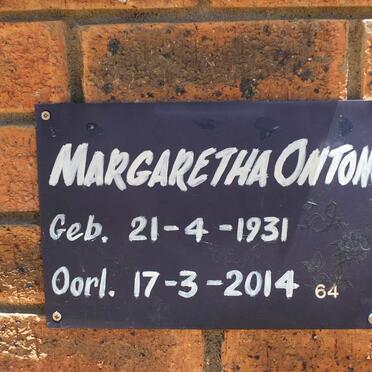 MARGARETHA ONTON
Geb. 21-4-1931
Oorl. 17-3-2014 64